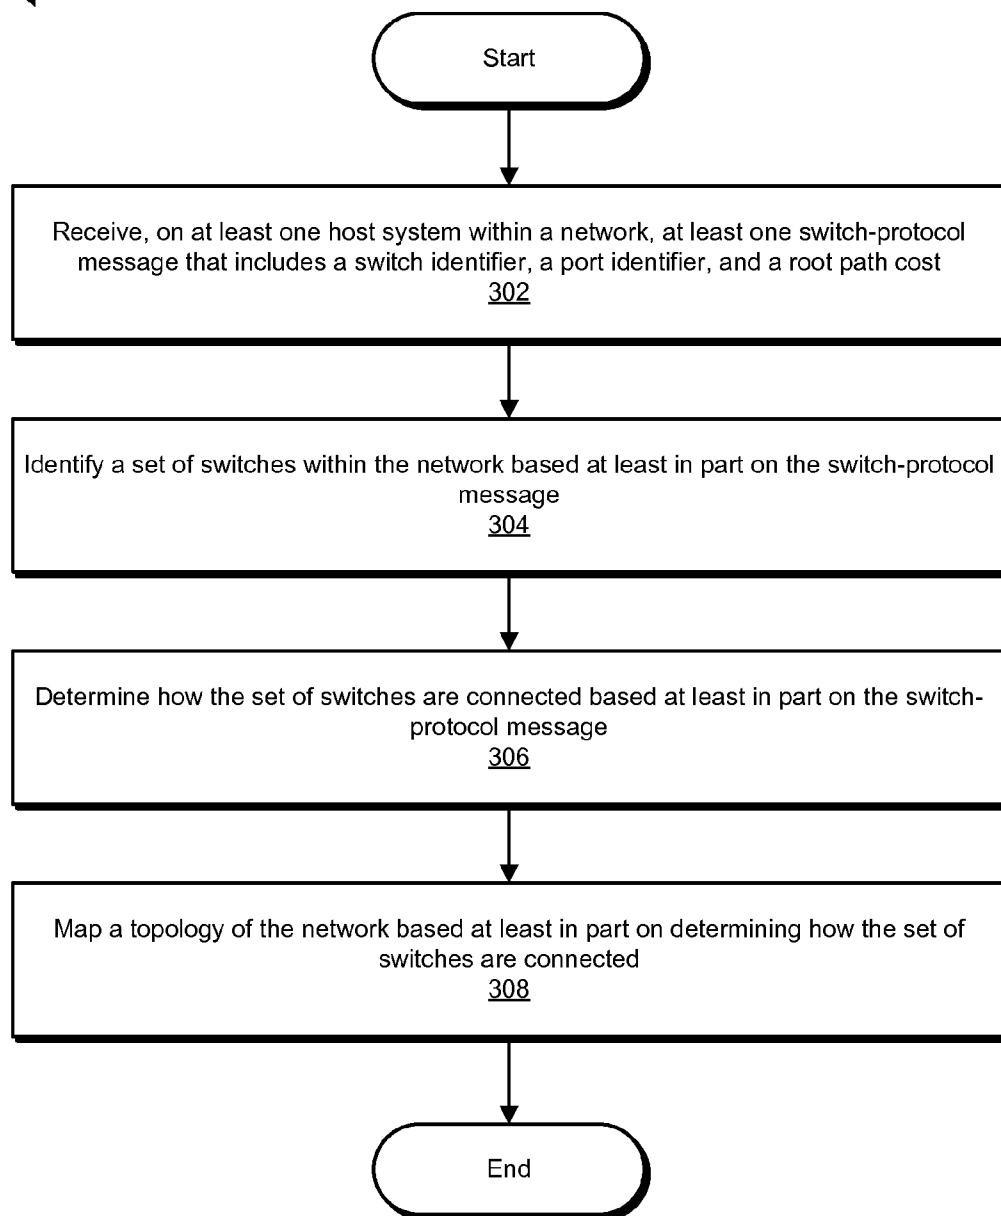 Start
Receive, on at least one host system within a network, at least one switch-protocol
message that includes a switch identifier, a port identifier, and a root path cost
302
Identify a set of switches within the network based at least in part on the switch-protocol
message
304
Determine how the set of switches are connected based at least in part on the switch-
protocol message
306
Map a topology of the network based at least in part on determining how the set of
switches are connected
308
End